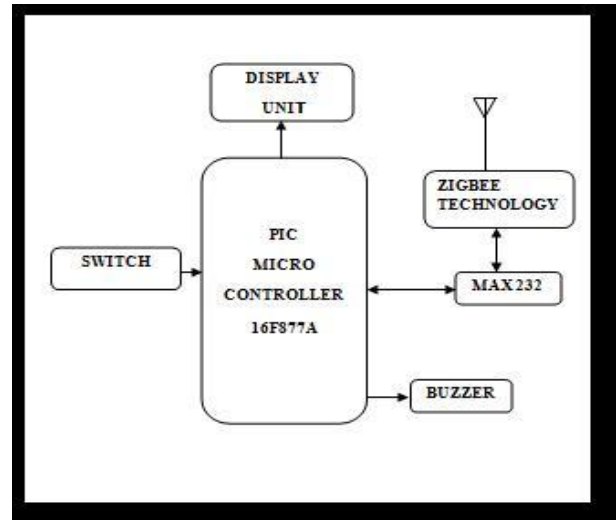 DISPLAY
UNIT
ZIGBEE
TECHNOLOGY
SWITCH
PIC
MICRO
CONTROLLER
16F877A
MAX232
BUZZER